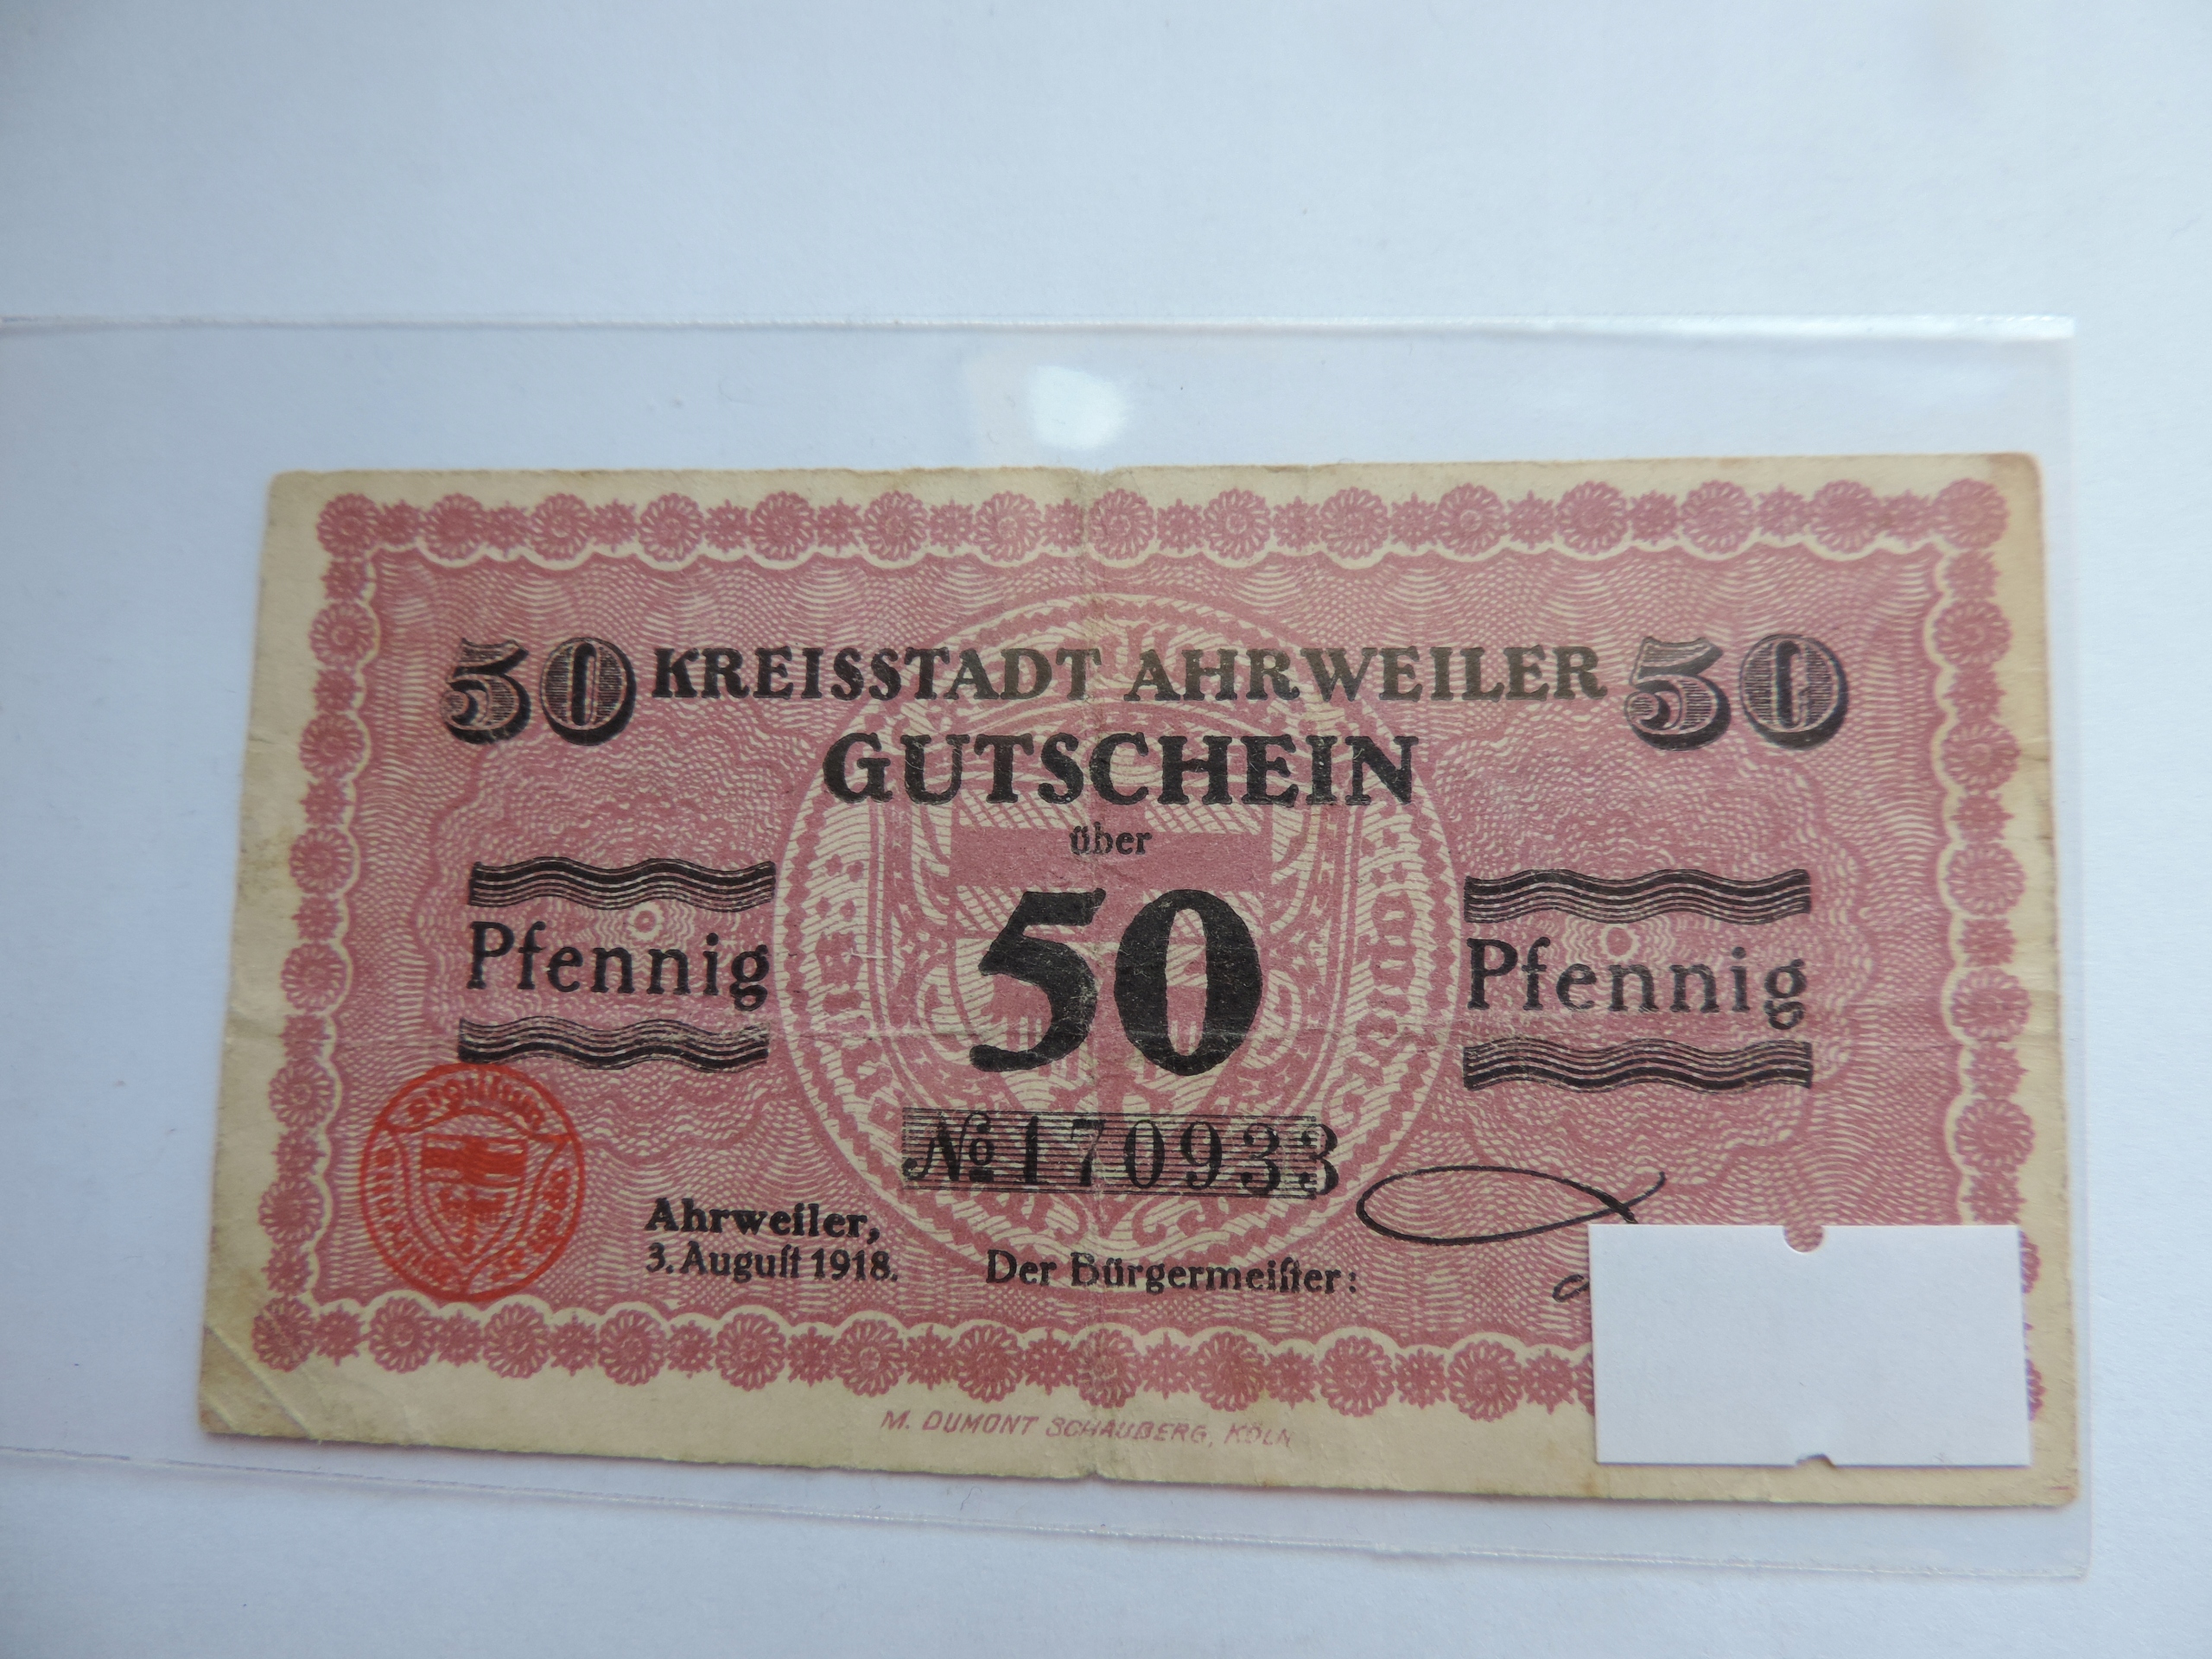 50 KREISSTADT AHRWEILER 50
GUTSCHEIN
über
Pfennig 50 Pfennig
№ 170933
Ahrweiler,
3. Auguſt 1918. Der Bürgermeiſter:
M. DUMONT SCHAUBERG, KÖLN